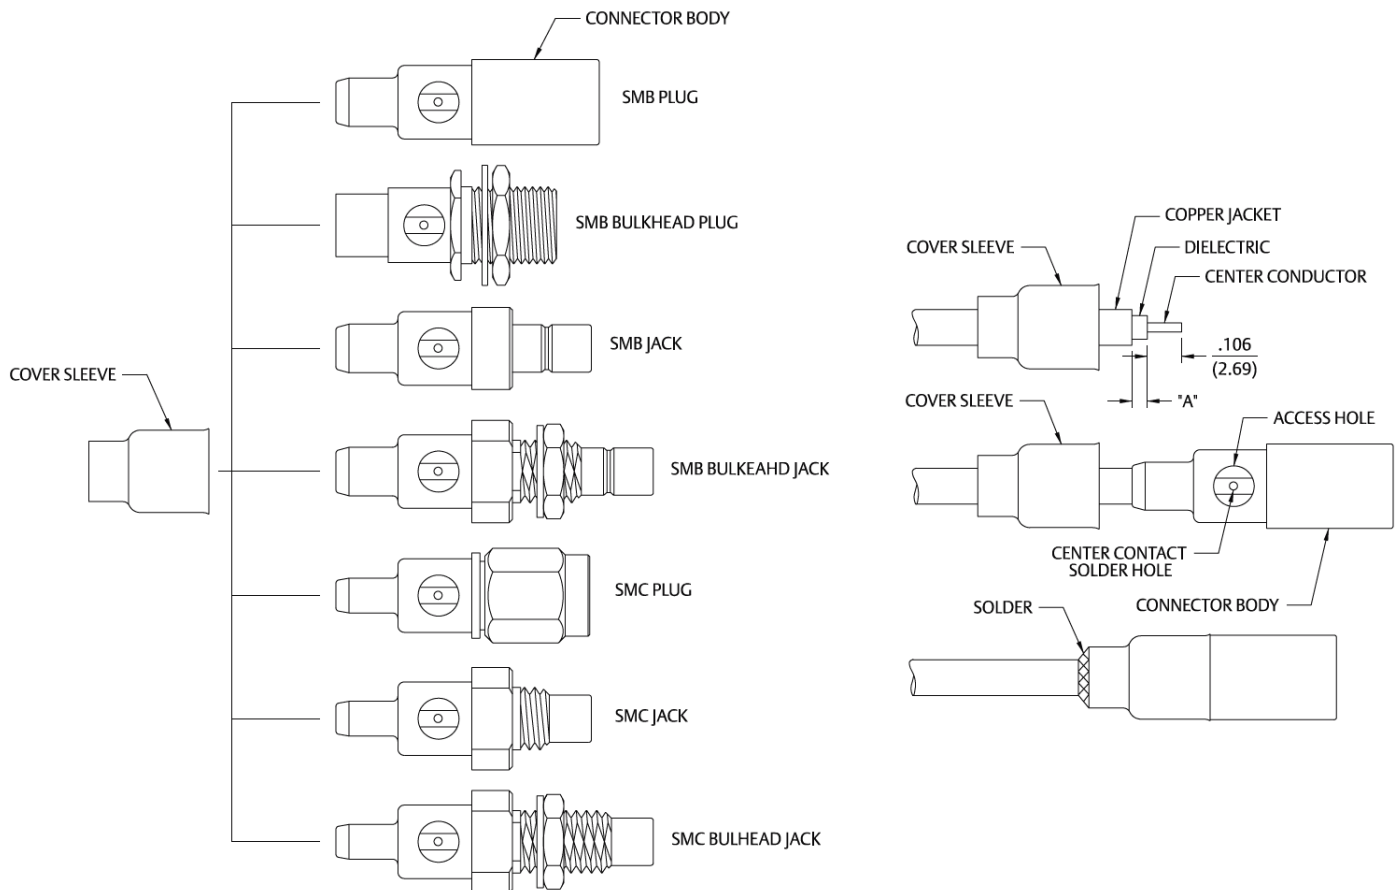 CONNECTOR BODY
SMB PLUG
SMB BULKHEAD PLUG
SMB JACK
COVER SLEEVE
SMB BULKEAHD JACK
SMC PLUG
SMC JACK
SMC BULHEAD JACK
COPPER JACKET
COVER SLEEVE
DIELECTRIC
CENTER CONDUCTOR
.106
(2.69)
"A"
COVER SLEEVE
ACCESS HOLE
CENTER CONTACT
SOLDER HOLE
CONNECTOR BODY
SOLDER